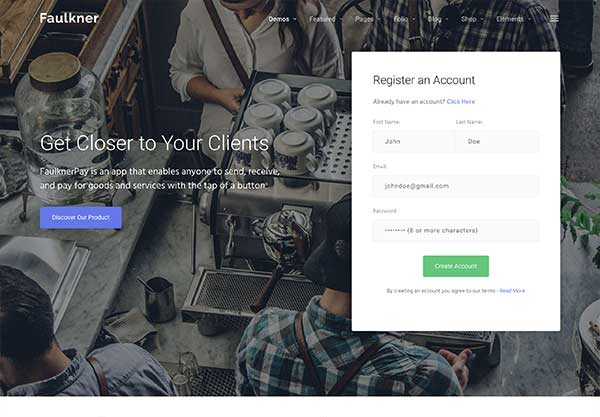 Faulkner
Demos Featured Pages Folio Blog Shop Elements
Get Closer to Your Clients
FaulknerPay is an app that enables anyone to send, receive,
and pay for goods and services with the tap of a button.
Discover Our Product
Register an Account
Already have an account? Click Here
First Name: Last Name:
John Doe
Email:
johndoe@gmail.com
Password:
•••••••• (8 or more characters)
Create Account
By creating an account you agree to our terms - Read More